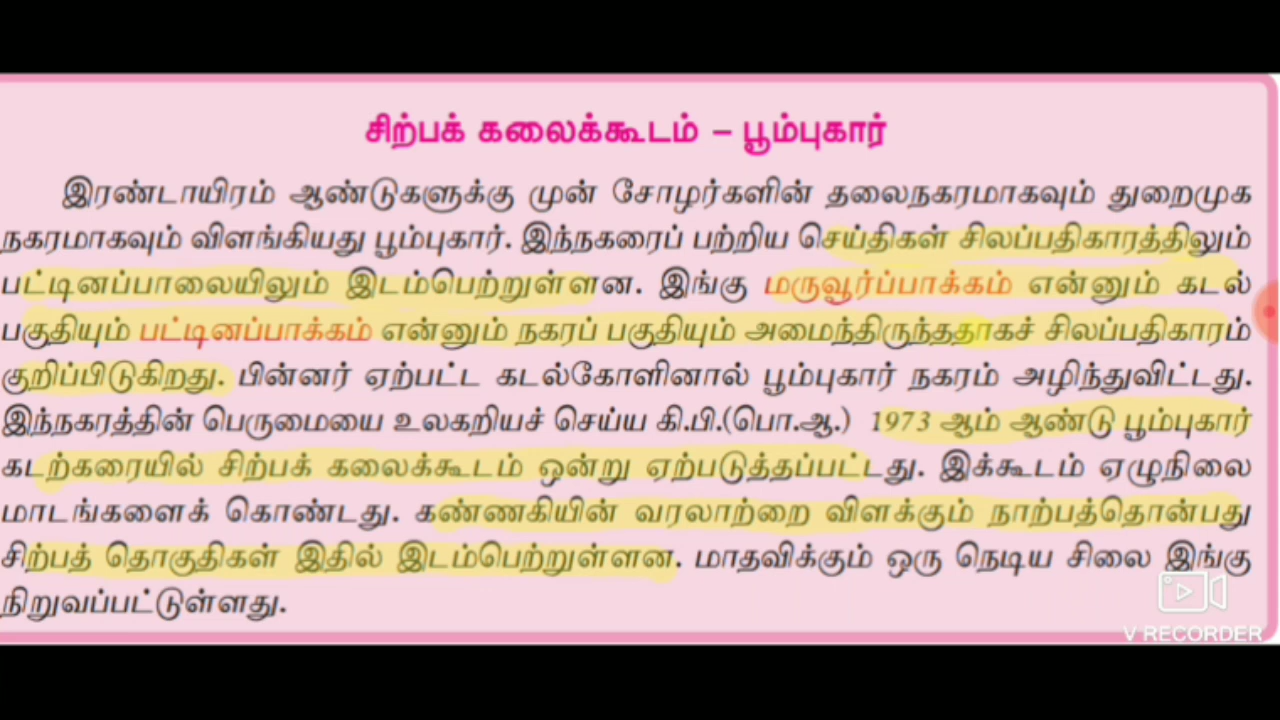 சிற்பக் கலைக்கூடம் – பூம்புகார்
இரண்டாயிரம் ஆண்டுகளுக்கு முன் சோழர்களின் தலைநகரமாகவும் துறைமுக
நகரமாகவும் விளங்கியது பூம்புகார். இந்நகரைப் பற்றிய செய்திகள் சிலப்பதிகாரத்திலும்
பட்டினப்பாலையிலும் இடம்பெற்றுள்ளன. இங்கு மருவூர்ப்பாக்கம் என்னும் கடல்
பகுதியும் பட்டினப்பாக்கம் என்னும் நகரப் பகுதியும் அமைந்திருந்ததாகச் சிலப்பதிகாரம்
குறிப்பிடுகிறது. பின்னர் ஏற்பட்ட கடல்கோளினால் பூம்புகார் நகரம் அழிந்துவிட்டது.
இந்நகரத்தின் பெருமையை உலகறியச் செய்ய கி.பி.(பொ.ஆ.) 1973 ஆம் ஆண்டு பூம்புகார்
கடற்கரையில் சிற்பக் கலைக்கூடம் ஒன்று ஏற்படுத்தப்பட்டது. இக்கூடம் ஏழுநிலை
மாடங்களைக் கொண்டது. கண்ணகியின் வரலாற்றை விளக்கும் நாற்பத்தொன்பது
சிற்பத் தொகுதிகள் இதில் இடம்பெற்றுள்ளன. மாதவிக்கும் ஒரு நெடிய சிலை இங்கு
நிறுவப்பட்டுள்ளது.
V RECORDER